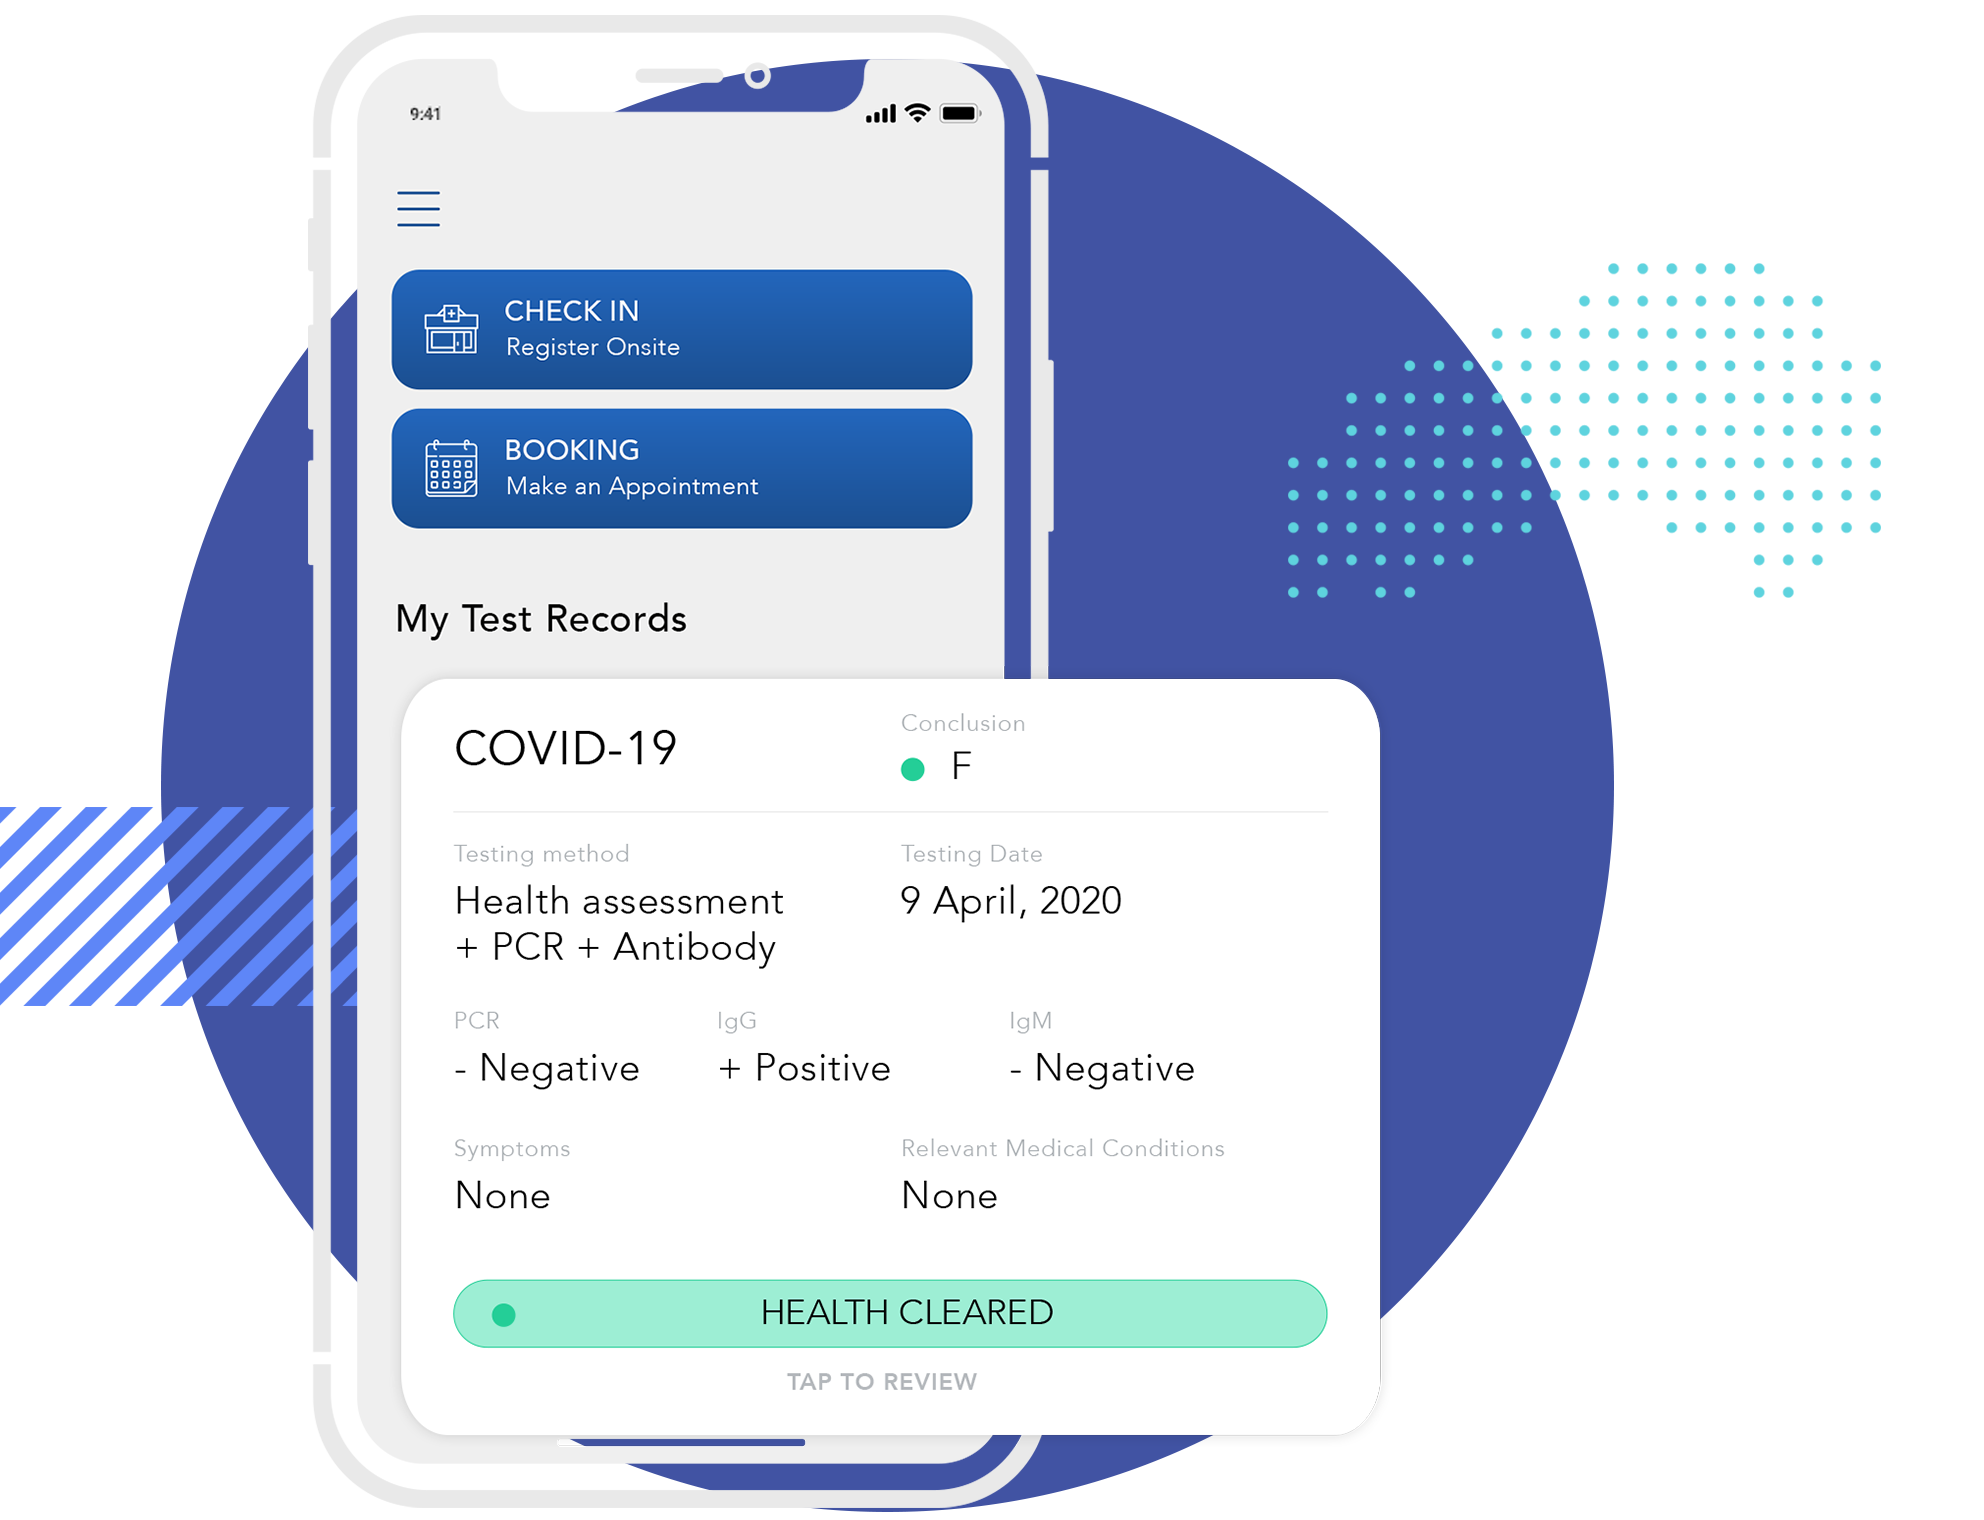 9:41
CHECK IN
Register Onsite
BOOKING
Make an Appointment
My Test Records
COVID-19
Conclusion
F
Testing method
Health assessment
+ PCR + Antibody
Testing Date
9 April, 2020
PCR
- Negative
IgG
+ Positive
IgM
- Negative
Symptoms
None
Relevant Medical Conditions
None
HEALTH CLEARED
TAP TO REVIEW